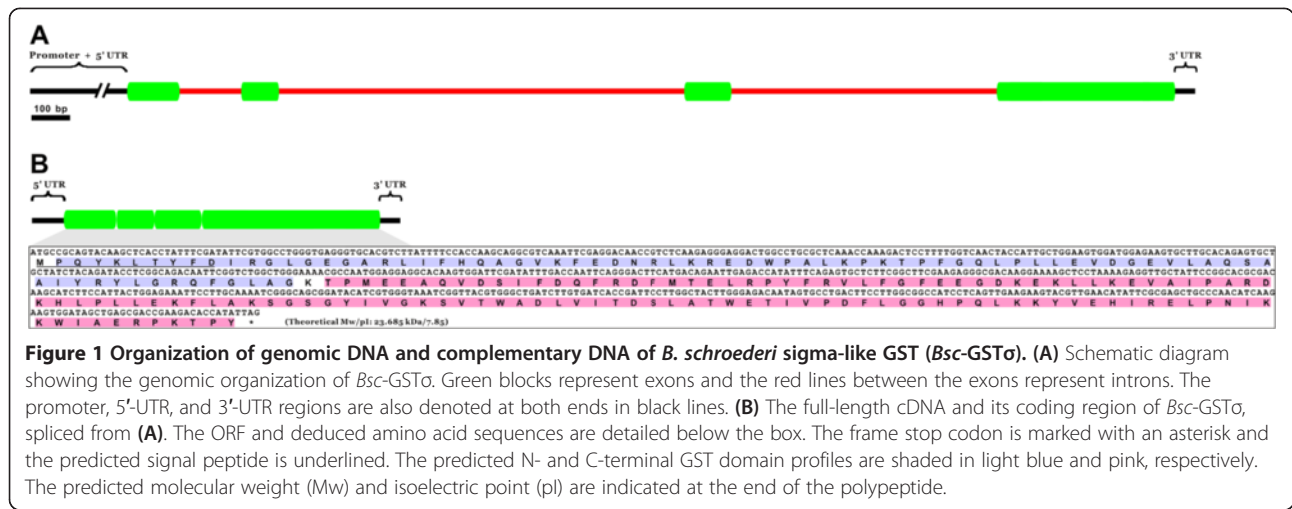 A
Promoter + 5' UTR
3' UTR
100 bp
B
5' UTR
3' UTR
ATGCCGCAGTACAAGCTCACCTATTTCGATATTCGTGGCCTGGGTGAGGGTGCACGTCTTATTTTCCACCAAGCAGGCGTCAAATTCGAGGACAACCGTCTCAAGAGGGAGGACTGGCCTGCGCTCAAACCAAAGACTCCTTTTGGTCAACTACCATTGCTGGAAGTGGATGGAGAAGTGCTTGCACAGAGTGCT
M P Q Y K L T Y F D I R G L G E G A R L I F H Q A G V K F E D N R L K R E D W P A L K P K T P F G Q L P L L E V D G E V L A Q S A
GCTATCTACAGATACCTCGGCAGACAATTCGGTCTGGCTGGGAAAACGCCAATGGAGGAGGCACAAGTGGATTCGATATTTGACCAATTCAGGGACTTCATGACAGAATTGAGACCATATTTCAGAGTGCTCTTCGGCTTCGAAGAGGGCGACAAGGAAAAGCTCCTAAAAGAGGTTGCTATTCCGGCACGCGAC
A I Y R Y L G R Q F G L A G K T P M E E A Q V D S I F D Q F R D F M T E L R P Y F R V L F G F E E G D K E K L L K E V A I P A R D
AAGCATCTTCCATTACTGGAGAAATTCCTTGCAAAATCGGGCAGCGGATACATCGTGGGTAAATCGGTTACGTGGGCTGATCTTGTGATCACCGATTCCTTGGCTACTTGGGAGACAATAGTGCCTGACTTCCTTGGCGGCCATCCTCAGTTGAAGAAGTACGTTGAACATATTCGCGAGCTGCCCAACATCAAG
K H L P L L E K F L A K S G S G Y I V G K S V T W A D L V I T D S L A T W E T I V P D F L G G H P Q L K K Y V E H I R E L P N I K
AAGTGGATAGCTGAGCGACCGAAGACACCATATTAG
K W I A E R P K T P Y * (Theoretical Mw/pI: 23.685 kDa/7.85)
Figure 1 Organization of genomic DNA and complementary DNA of B. schroederi sigma-like GST (Bsc-GSTσ). (A) Schematic diagram
showing the genomic organization of Bsc-GSTσ. Green blocks represent exons and the red lines between the exons represent introns. The
promoter, 5′-UTR, and 3′-UTR regions are also denoted at both ends in black lines. (B) The full-length cDNA and its coding region of Bsc-GSTσ,
spliced from (A). The ORF and deduced amino acid sequences are detailed below the box. The frame stop codon is marked with an asterisk and
the predicted signal peptide is underlined. The predicted N- and C-terminal GST domain profiles are shaded in light blue and pink, respectively.
The predicted molecular weight (Mw) and isoelectric point (pI) are indicated at the end of the polypeptide.